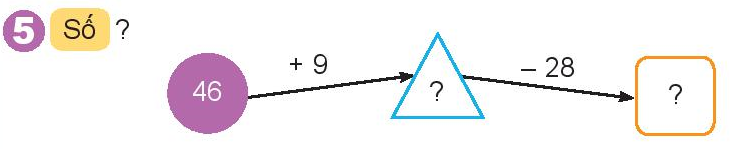 5 Số ?
46 + 9 ? – 28 ?